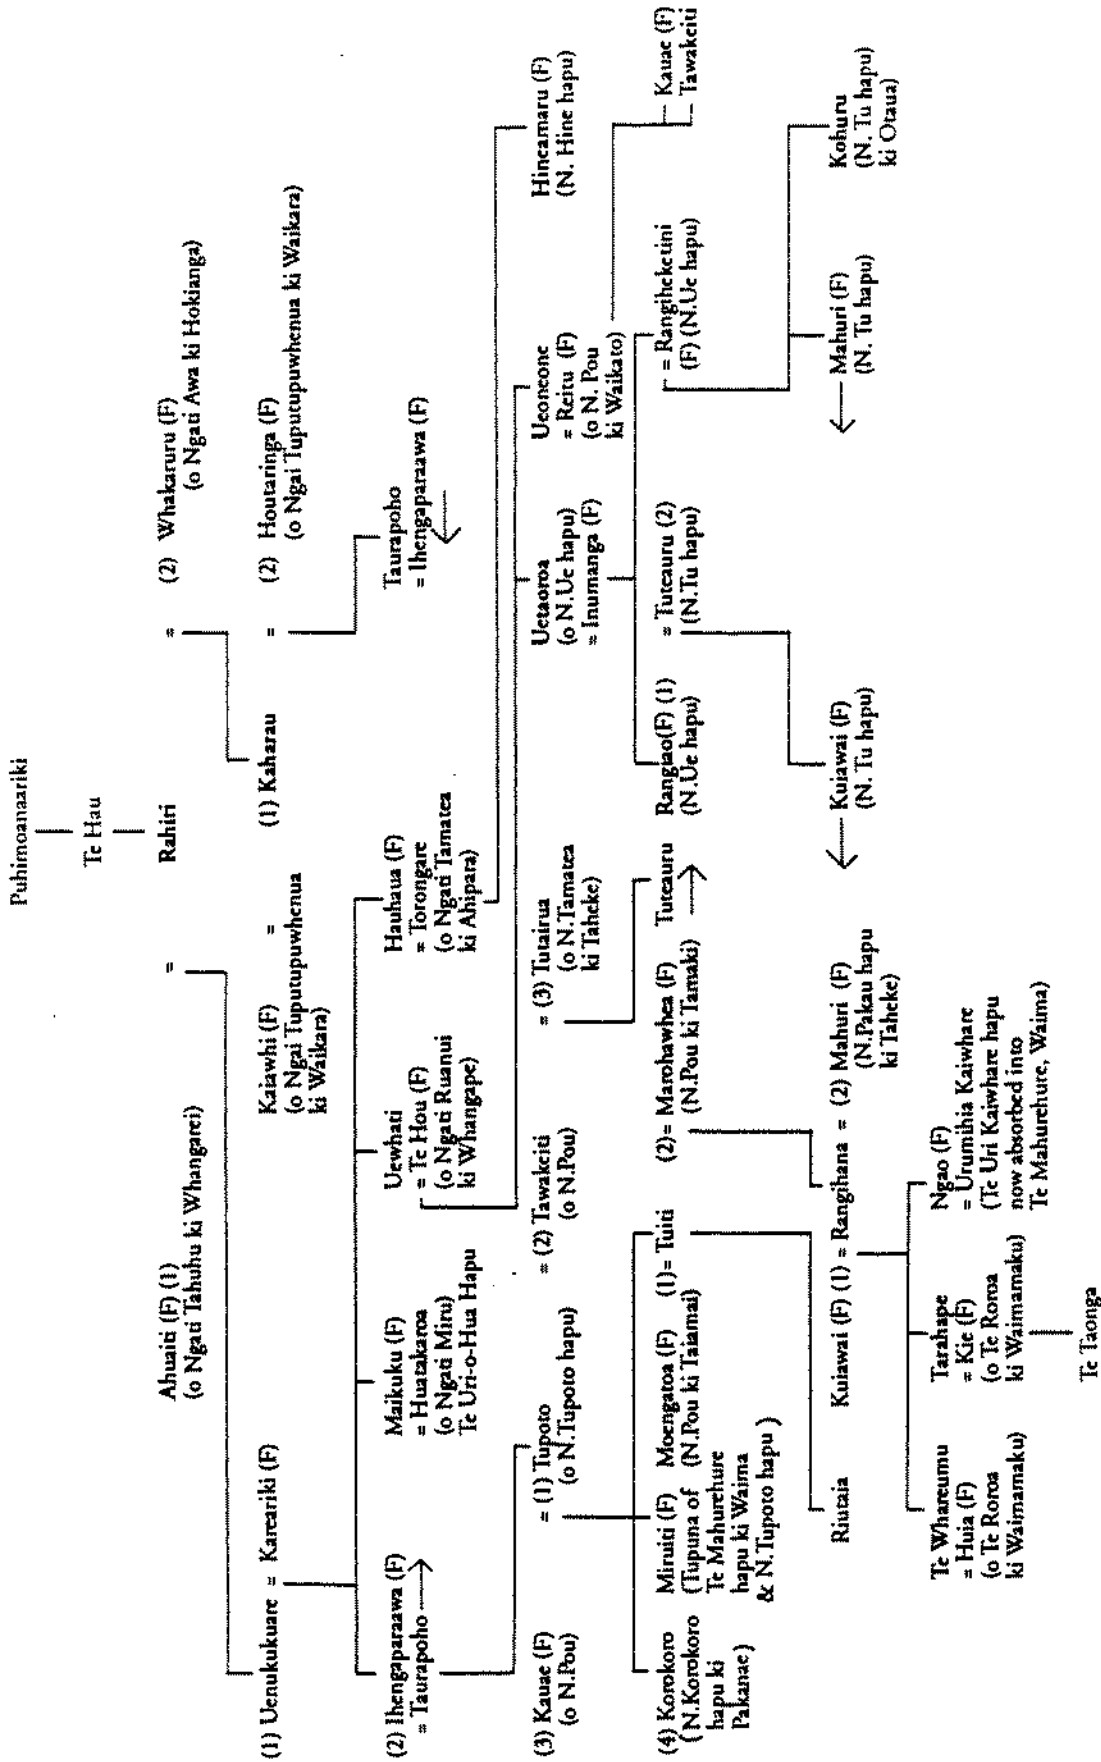 Puhimoanaariki
Te Hau
Ahuaiti (F) (1) = Rahiri = (2) Whakaruru (F)
(o Ngati Tahuhu ki Whangarei)
(o Ngati Awa ki Hokianga)
(1) Uenukukuare = Kareariki (F)
Kaiawhi (F) = (1) Kaharau = (2) Houtaringa (F)
(o Ngai Tuputupuwhenua
ki Waikara)
(o Ngai Tuputupuwhenua ki Waikara)
(2) Ihengaparaawa (F)
= Taurapoho
Maikuku (F)
= Huatakaroa
(o Ngati Miru)
Te Uri-o-Hua Hapu
Uewhati
= Te Hou (F)
(o Ngati Ruanui
ki Whangape)
Hauhaua (F)
= Torongare
(o Ngati Tamatea
ki Ahipara)
Taurapoho
= Ihengaparaawa (F)
(3) Kauae (F)
(o N.Pou)
= (1) Tupoto
(o N.Tupoto hapu)
= (2) Tawakeiti
(o N.Pou)
= (3) Tutairua
(o N.Tamatea
ki Taheke)
Uetaoroa
(o N.Ue hapu)
= Inumanga (F)
Ueoneone
= Reitu (F)
(o N. Pou
ki Waikato)
Hineamaru (F)
(N. Hine hapu)
(4) Korokoro
(N.Korokoro
hapu ki
Pakanae)
Miruiti (F)
(Tupuna of
Te Mahurehure
hapu ki Waima
& N.Tupoto hapu )
Moengatoa (F)
(N.Pou ki Taiamai)
(1)= Tuiti
(2)= Marohawhea (F)
(N.Pou ki Tamaki)
Tuteauru
Rangiao(F) (1)
(N.Ue hapu)
= Tuteauru (2)
(N.Tu hapu)
= Rangiheketini
(F) (N.Ue hapu)
Kauae (F)
Tawakeiti
Riutaia
Kuiawai (F) (1) = Rangihana = (2) Mahuri (F)
(N.Pakau hapu
ki Taheke)
Kuiawai (F)
(N. Tu hapu)
Mahuri (F)
(N. Tu hapu)
Kohuru
(N. Tu hapu)
ki Otaua)
Te Whareumu
= Huia (F)
(o Te Roroa
ki Waimamaku)
Tarahape
= Kie (F)
(o Te Roroa
ki Waimamaku)
Ngao (F)
= Urumihia Kaiwhare
(Te Uri Kaiwhare hapu
now absorbed into
Te Mahurehure, Waima)
Te Taonga